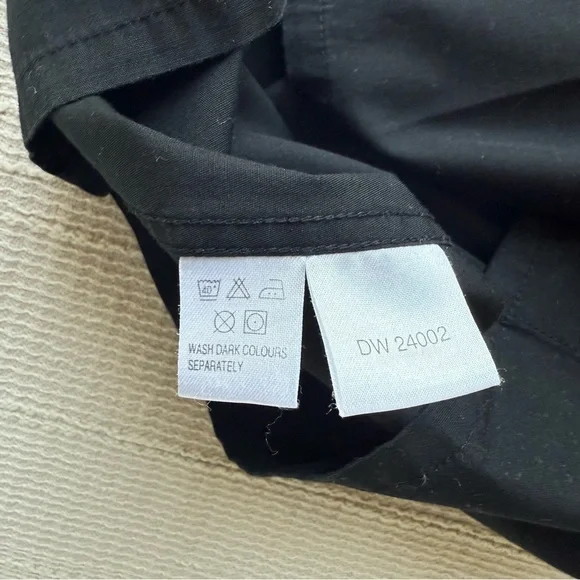 40°
WASH DARK COLOURS
SEPARATELY
DW 24002